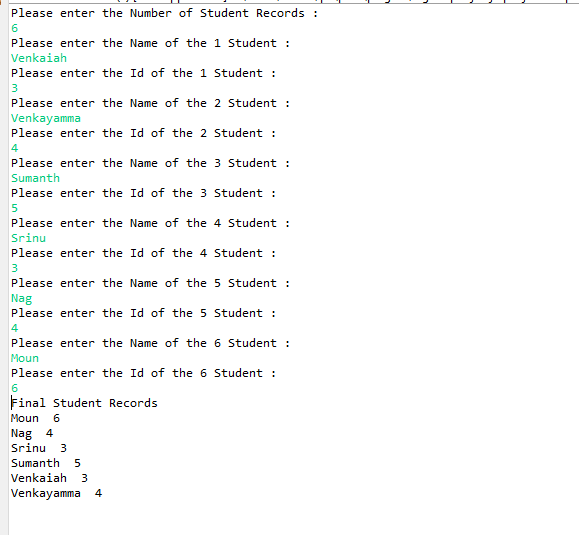 Please enter the Number of Student Records :
6
Please enter the Name of the 1 Student :
Venkaiah
Please enter the Id of the 1 Student :
3
Please enter the Name of the 2 Student :
Venkayamma
Please enter the Id of the 2 Student :
4
Please enter the Name of the 3 Student :
Sumanth
Please enter the Id of the 3 Student :
5
Please enter the Name of the 4 Student :
Srinu
Please enter the Id of the 4 Student :
3
Please enter the Name of the 5 Student :
Nag
Please enter the Id of the 5 Student :
4
Please enter the Name of the 6 Student :
Moun
Please enter the Id of the 6 Student :
6
Final Student Records
Moun  6
Nag  4
Srinu  3
Sumanth  5
Venkaiah  3
Venkayamma  4